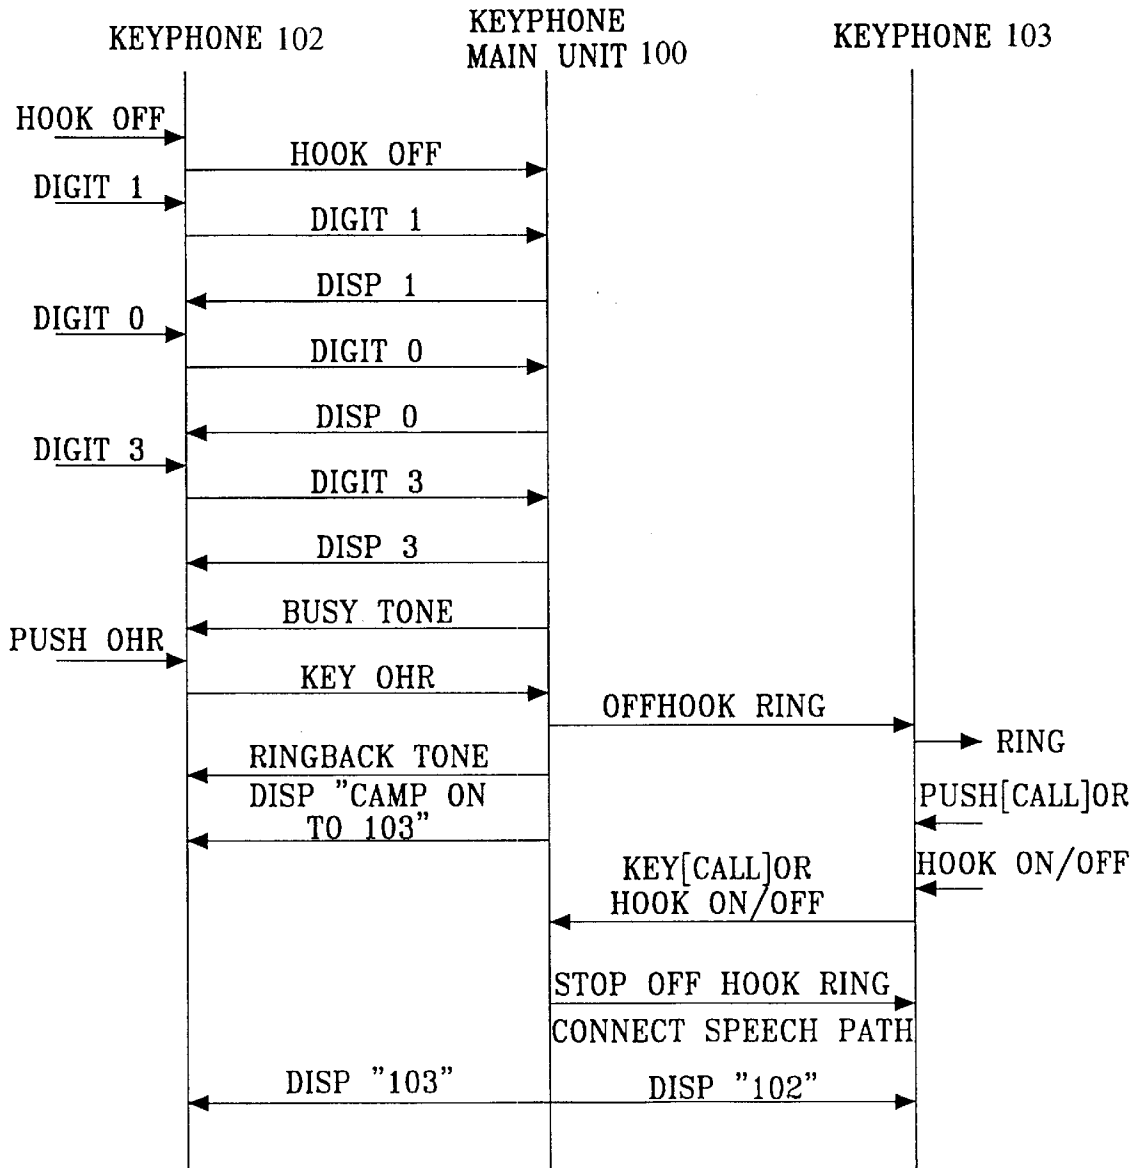 KEYPHONE 102
KEYPHONE
MAIN UNIT 100
KEYPHONE 103
HOOK OFF
HOOK OFF
DIGIT 1
DIGIT 1
DISP 1
DIGIT 0
DIGIT 0
DISP 0
DIGIT 3
DIGIT 3
DISP 3
BUSY TONE
PUSH OHR
KEY OHR
OFFHOOK RING
RING
RINGBACK TONE
DISP "CAMP ON
TO 103"
PUSH[CALL]OR
HOOK ON/OFF
KEY[CALL]OR
HOOK ON/OFF
STOP OFF HOOK RING
CONNECT SPEECH PATH
DISP "103"
DISP "102"